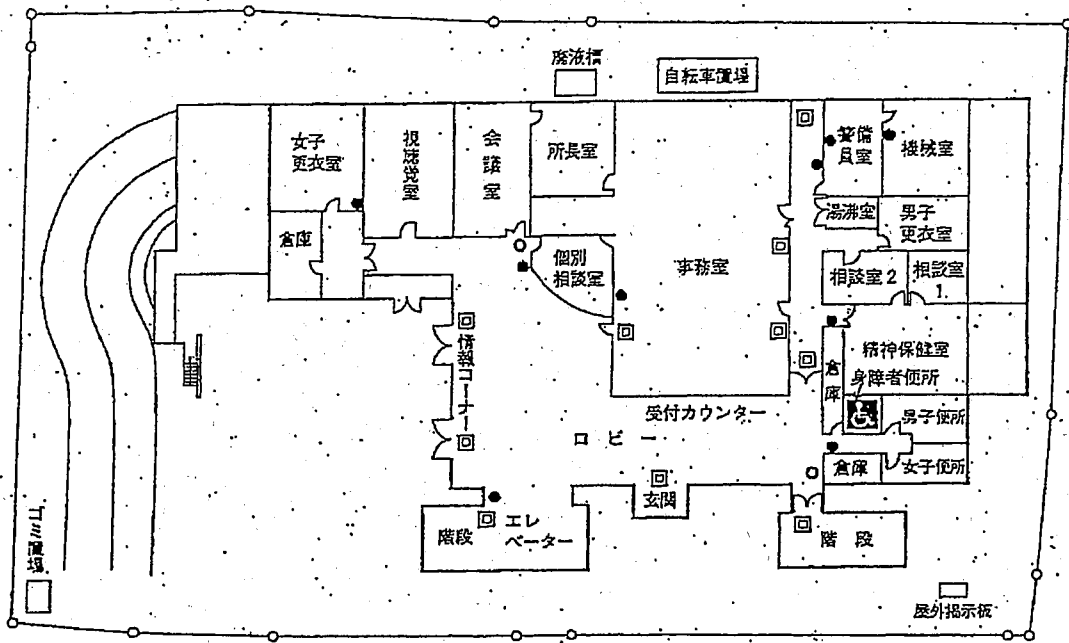 廃液槽
自転車置場
女子
更衣室
視聴覚室
会議室
所長室
警備
員室
機械室
倉庫
個別
相談室
事務室
湯沸室
男子
更衣室
相談室2
相談室
1
情報コーナー
倉庫
精神保健室
身障者便所
受付カウンター
男子便所
ロビー
倉庫
女子便所
玄関
階段
エレ
ベーター
階段
ゴミ置場
屋外掲示板